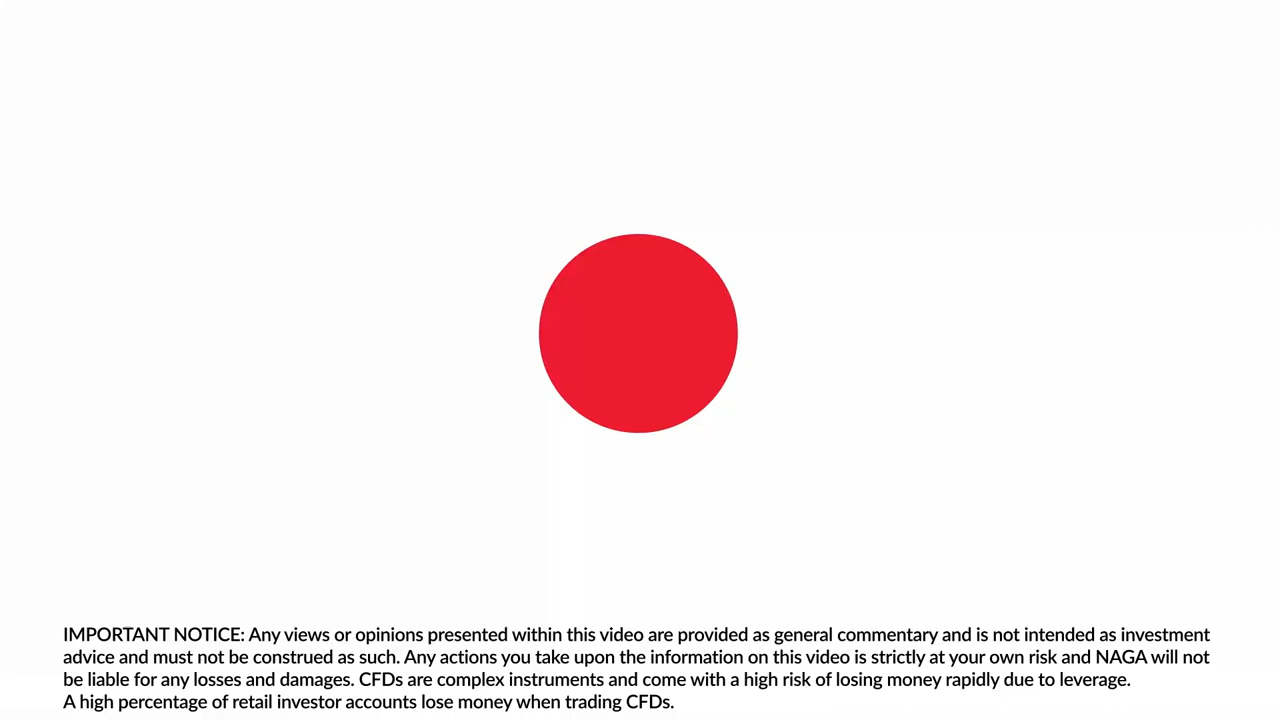 IMPORTANT NOTICE: Any views or opinions presented within this video are provided as general commentary and is not intended as investment
advice and must not be construed as such. Any actions you take upon the information on this video is strictly at your own risk and NAGA will not
be liable for any losses and damages. CFDs are complex instruments and come with a high risk of losing money rapidly due to leverage.
A high percentage of retail investor accounts lose money when trading CFDs.